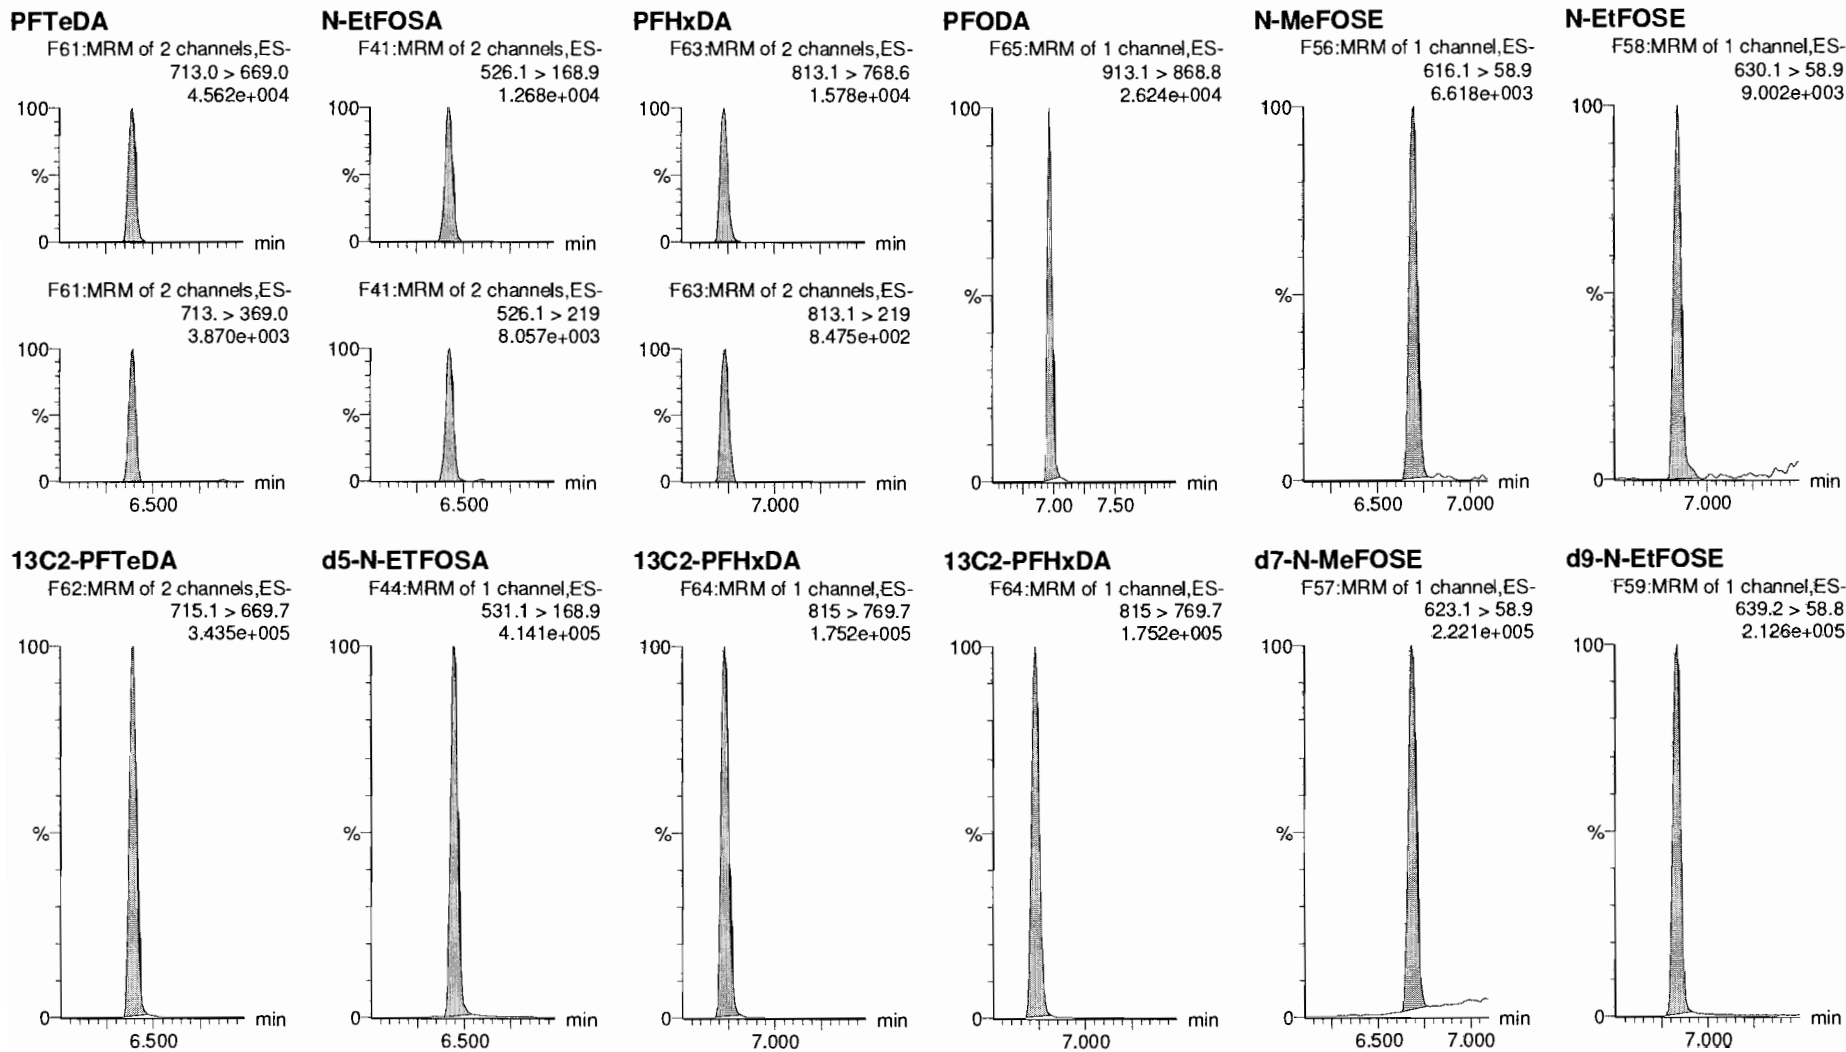 PFTeDA
F61:MRM of 2 channels,ES-
713.0 > 669.0
4.562e+004
100
%
0
min
F61:MRM of 2 channels,ES-
713. > 369.0
3.870e+003
100
%
0
min
6.500
N-EtFOSA
F41:MRM of 2 channels,ES-
526.1 > 168.9
1.268e+004
100
%
0
min
F41:MRM of 2 channels,ES-
526.1 > 219
8.057e+003
100
%
0
min
6.500
PFHxDA
F63:MRM of 2 channels,ES-
813.1 > 768.6
1.578e+004
100
%
0
min
F63:MRM of 2 channels,ES-
813.1 > 219
8.475e+002
100
%
0
min
7.000
PFODA
F65:MRM of 1 channel,ES-
913.1 > 868.8
2.624e+004
100
%
0
min
7.00 7.50
N-MeFOSE
F56:MRM of 1 channel,ES-
616.1 > 58.9
6.618e+003
100
%
0
min
6.500 7.000
N-EtFOSE
F58:MRM of 1 channel,ES-
630.1 > 58.9
9.002e+003
100
%
0
min
7.000
13C2-PFTeDA
F62:MRM of 2 channels,ES-
715.1 > 669.7
3.435e+005
100
%
0
min
6.500
d5-N-ETFOSA
F44:MRM of 1 channel,ES-
531.1 > 168.9
4.141e+005
100
%
0
min
6.500
13C2-PFHxDA
F64:MRM of 1 channel,ES-
815 > 769.7
1.752e+005
100
%
0
min
7.000
13C2-PFHxDA
F64:MRM of 1 channel,ES-
815 > 769.7
1.752e+005
100
%
0
min
7.000
d7-N-MeFOSE
F57:MRM of 1 channel,ES-
623.1 > 58.9
2.221e+005
100
%
0
min
6.500 7.000
d9-N-EtFOSE
F59:MRM of 1 channel,ES-
639.2 > 58.8
2.126e+005
100
%
0
min
7.000